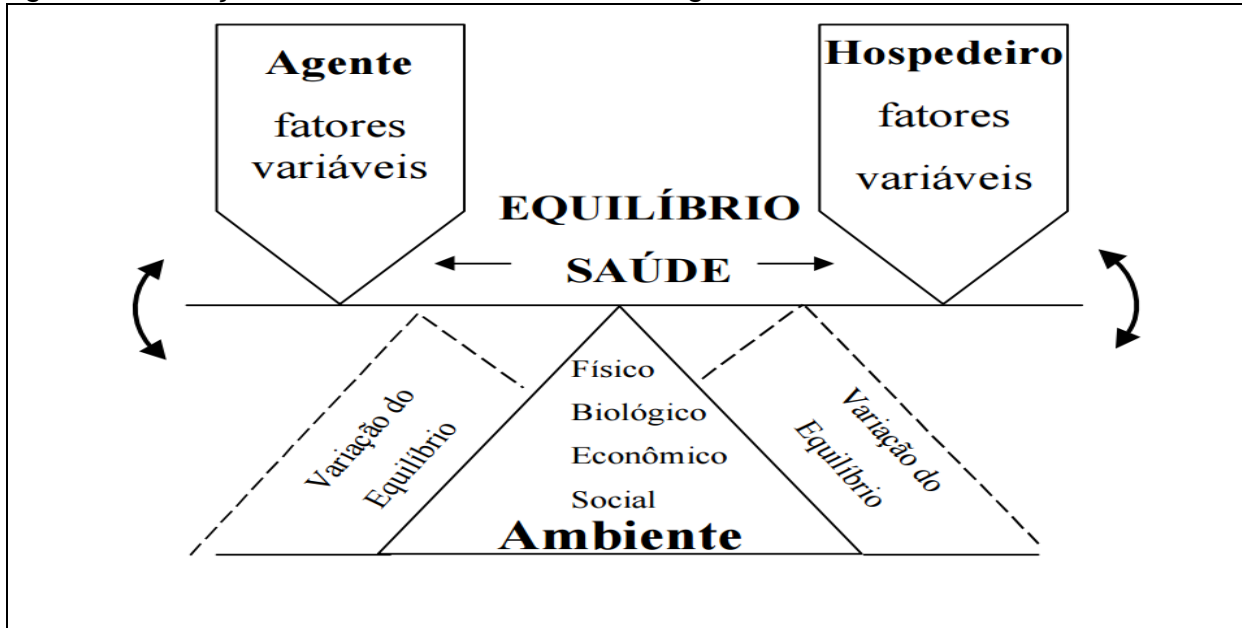 Agente
fatores
variáveis
Hospedeiro
fatores
variáveis
EQUILÍBRIO
SAÚDE
Variação do
Equilíbrio
Físico
Biológico
Econômico
Social
Ambiente
Variação do
Equilíbrio